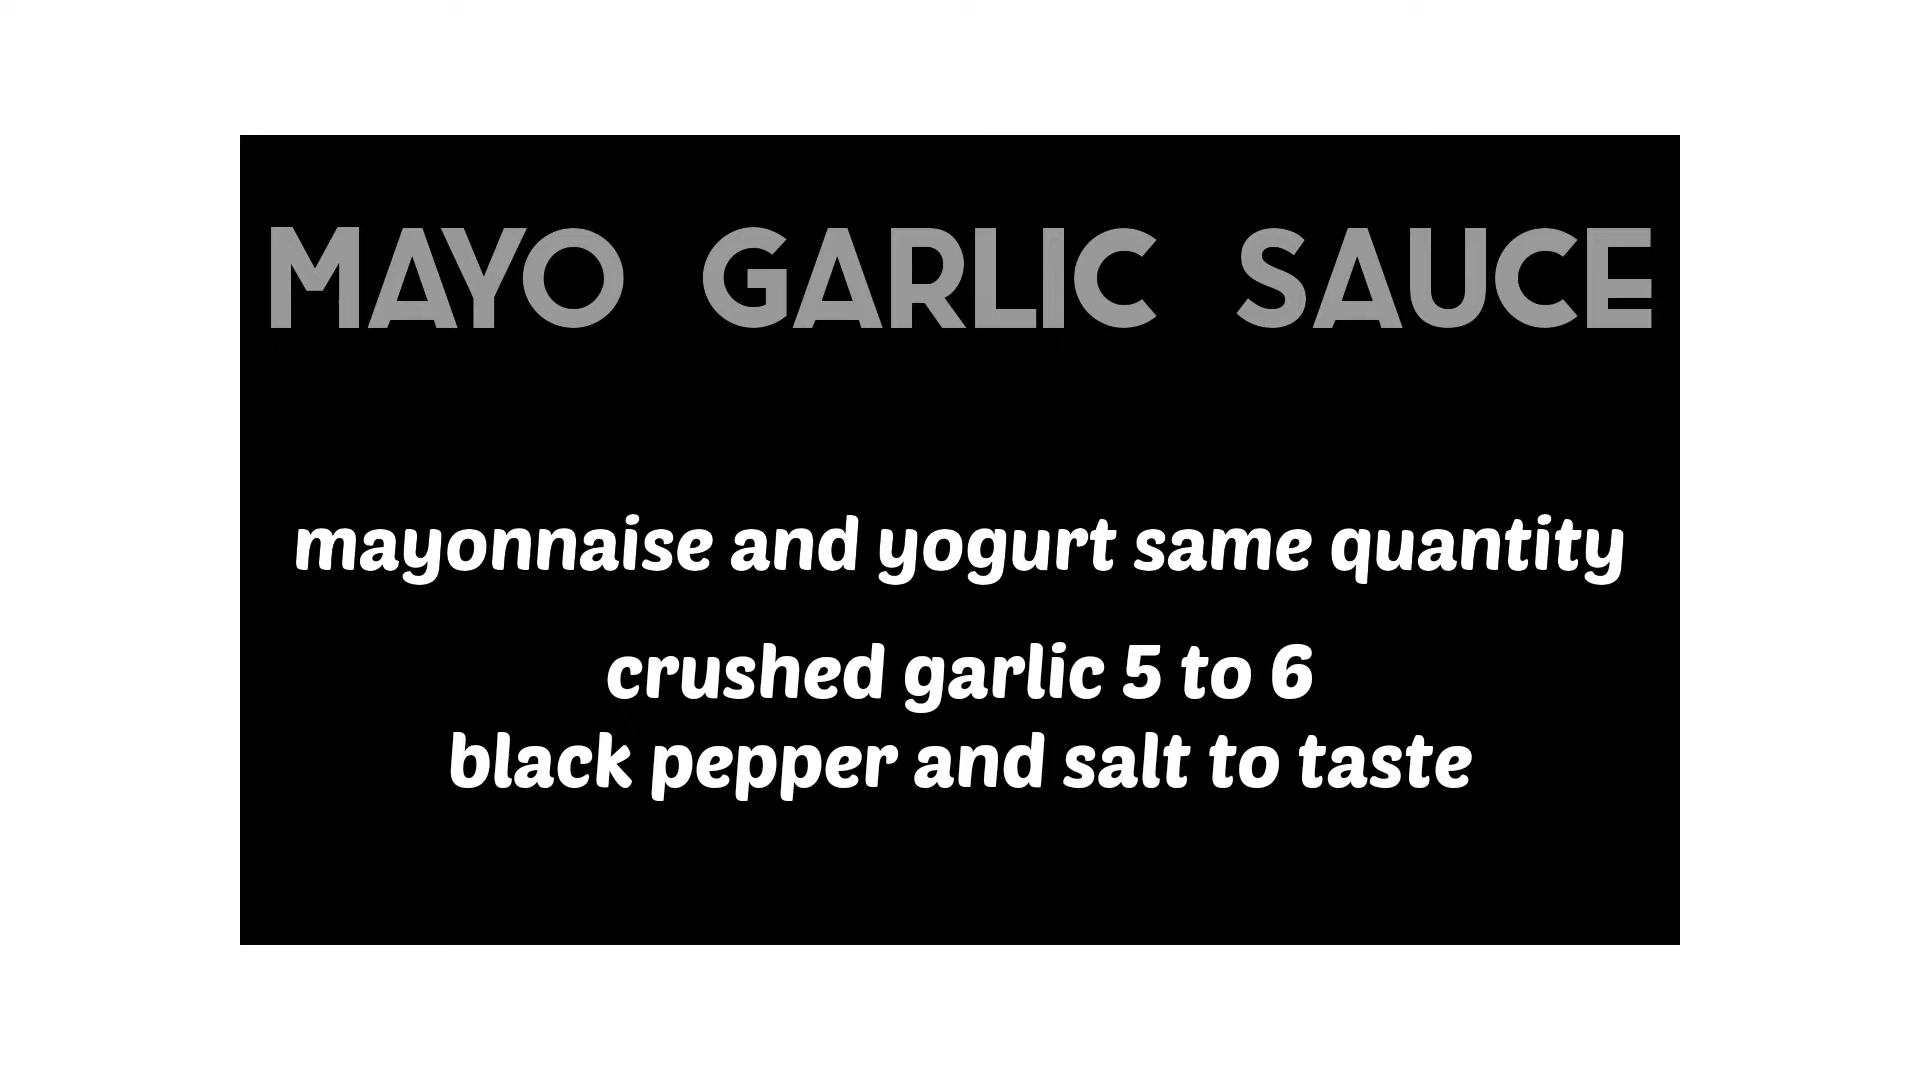 MAYO GARLIC SAUCE
mayonnaise and yogurt same quantity
crushed garlic 5 to 6
black pepper and salt to taste